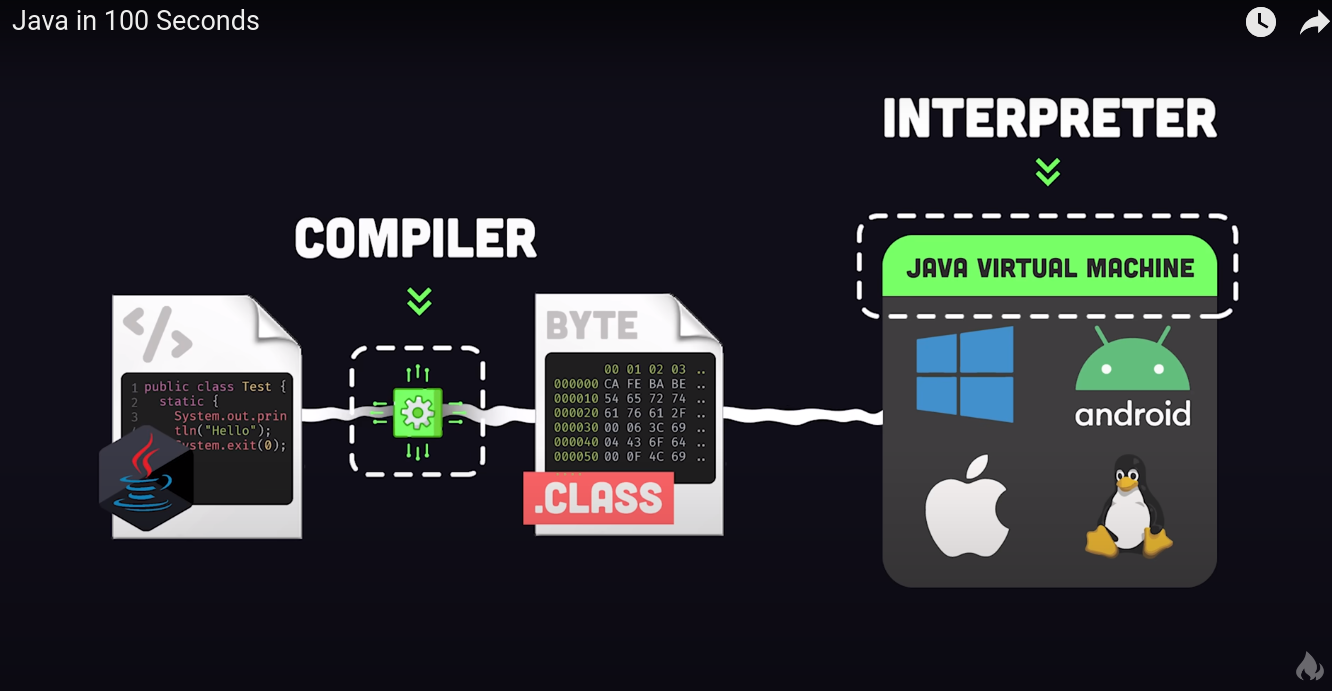 Java in 100 Seconds
INTERPRETER
COMPILER
JAVA VIRTUAL MACHINE
</>
1 public class Test {
2 static {
3 System.out.prin
tln("Hello");
ystem.exit(0);
BYTE
00 01 02 03 ..
000000 CA FE BA BE ..
000010 54 65 72 74 ..
000020 61 76 61 2F ..
000030 00 06 3C 69 ..
000040 04 43 6F 64 ..
000050 00 0F 4C 69 ..
.CLASS
android